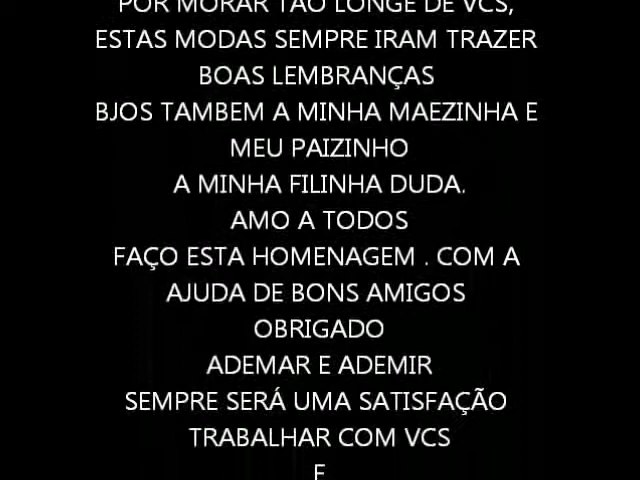 POR MORAR TÃO LONGE DE VCS,
ESTAS MODAS SEMPRE IRAM TRAZER
BOAS LEMBRANÇAS
BJOS TAMBEM A MINHA MAEZINHA E
MEU PAIZINHO
A MINHA FILINHA DUDA.
AMO A TODOS
FAÇO ESTA HOMENAGEM . COM A
AJUDA DE BONS AMIGOS
OBRIGADO
ADEMAR E ADEMIR
SEMPRE SERÁ UMA SATISFAÇÃO
TRABALHAR COM VCS
E